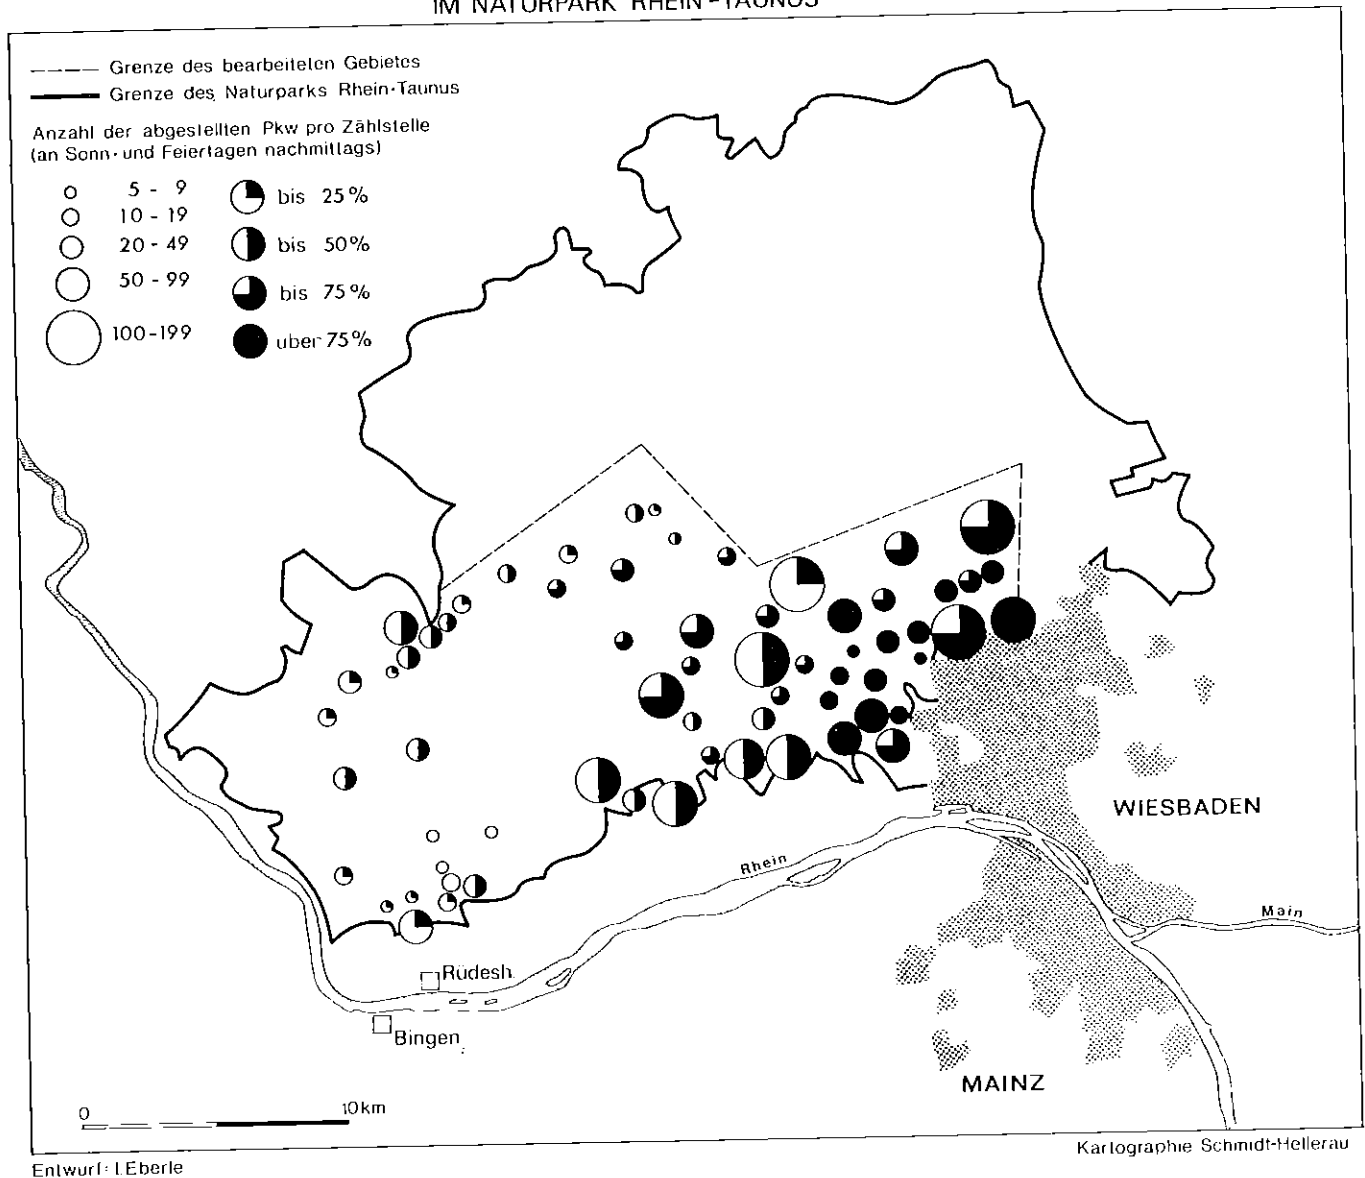 IM NATURPARK RHEIN-TAUNUS
Grenze des bearbeiteten Gebietes
Grenze des Naturparks Rhein-Taunus
Anzahl der abgestellten Pkw pro Zählstelle
(an Sonn- und Feiertagen nachmittags)
5 - 9
10 - 19
20 - 49
50 - 99
100-199
bis 25%
bis 50%
bis 75%
uber 75%
WIESBADEN
Rhein
Main
Rüdesh.
Bingen
MAINZ
0
10km
Entwurf: I.Eberle
Kartographie Schmidt-Hellerau